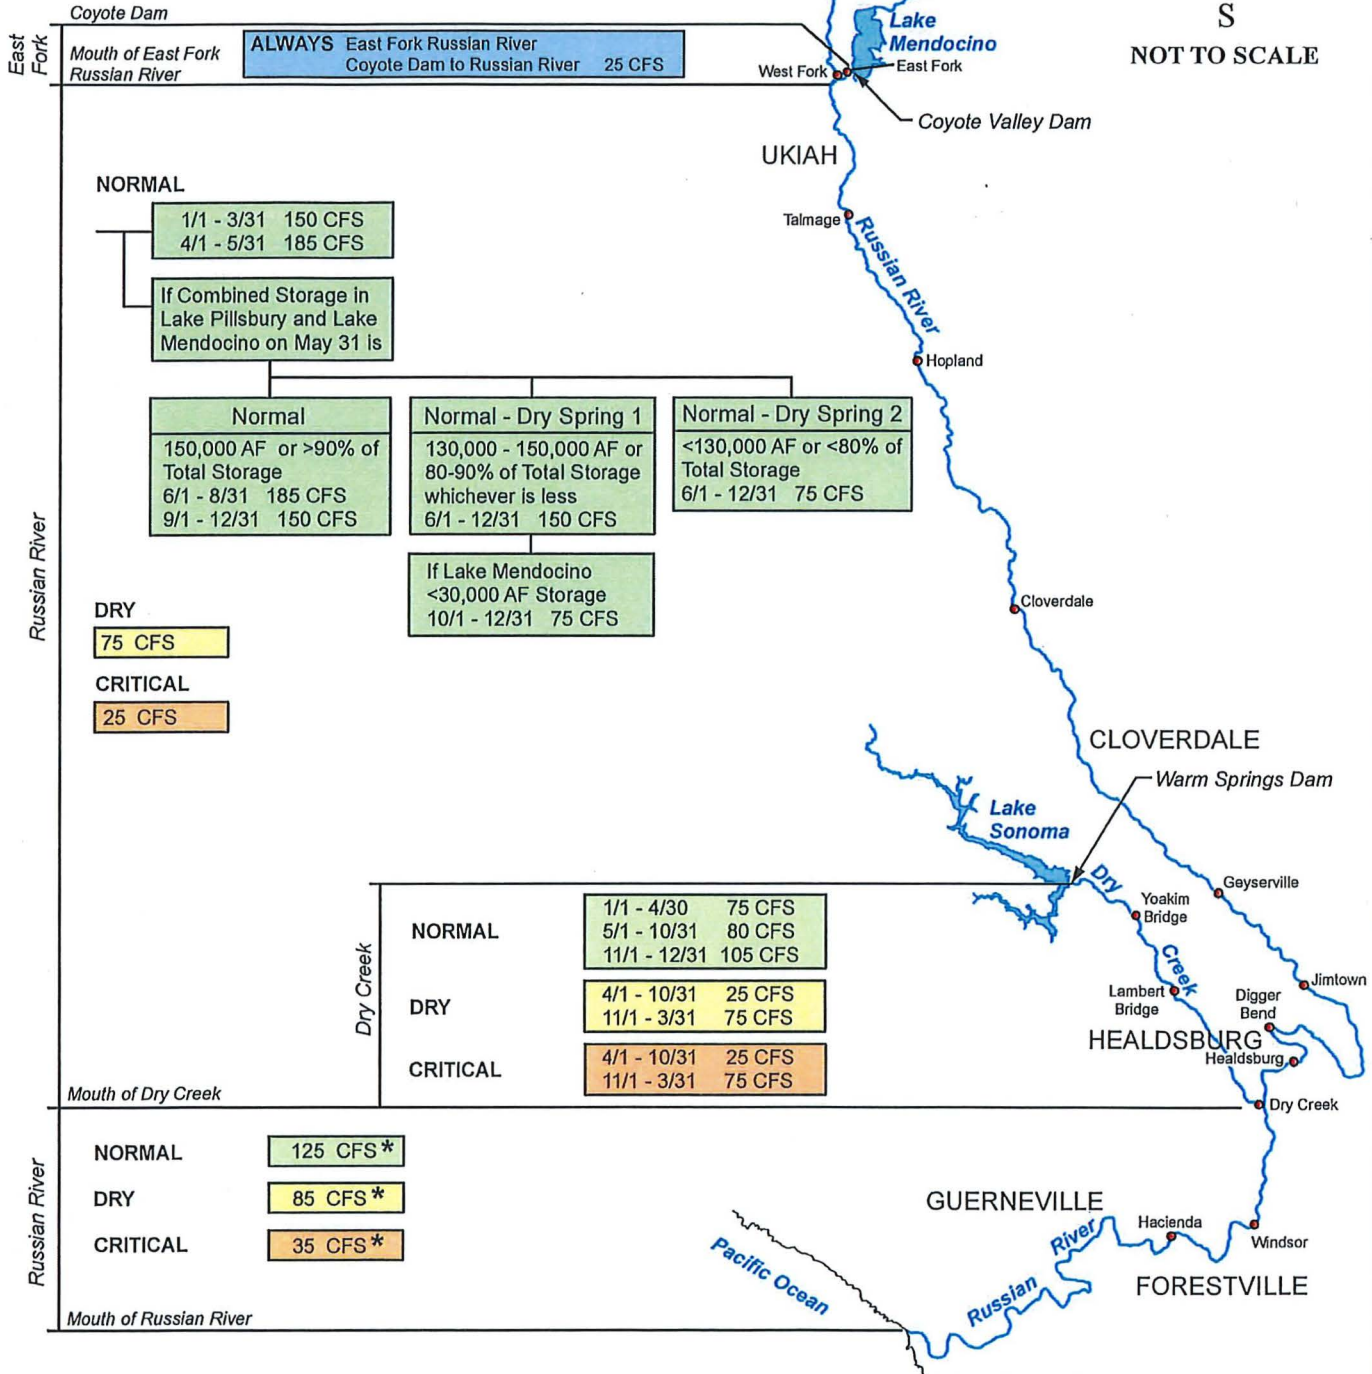 Coyote Dam
East
Fork
Mouth of East Fork
Russian River
ALWAYS East Fork Russian River
Coyote Dam to Russian River 25 CFS
Lake
Mendocino
West Fork
East Fork
S
NOT TO SCALE
Coyote Valley Dam
UKIAH
Talmage
Russian River
Hopland
NORMAL
1/1 - 3/31 150 CFS
4/1 - 5/31 185 CFS
If Combined Storage in
Lake Pillsbury and Lake
Mendocino on May 31 is
Normal
150,000 AF or >90% of
Total Storage
6/1 - 8/31 185 CFS
9/1 - 12/31 150 CFS
Normal - Dry Spring 1
130,000 - 150,000 AF or
80-90% of Total Storage
whichever is less
6/1 - 12/31 150 CFS
If Lake Mendocino
<30,000 AF Storage
10/1 - 12/31 75 CFS
Normal - Dry Spring 2
<130,000 AF or <80% of
Total Storage
6/1 - 12/31 75 CFS
Russian River
DRY
75 CFS
CRITICAL
25 CFS
Cloverdale
CLOVERDALE
Warm Springs Dam
Lake
Sonoma
Dry
Creek
Yoakim
Bridge
Geyserville
Lambert
Bridge
Digger
Bend
Jimtown
HEALDSBURG
Healdsburg
Dry Creek
Dry Creek
NORMAL
1/1 - 4/30 75 CFS
5/1 - 10/31 80 CFS
11/1 - 12/31 105 CFS
DRY
4/1 - 10/31 25 CFS
11/1 - 3/31 75 CFS
CRITICAL
4/1 - 10/31 25 CFS
11/1 - 3/31 75 CFS
Mouth of Dry Creek
Russian River
NORMAL
125 CFS*
DRY
85 CFS*
CRITICAL
35 CFS*
Mouth of Russian River
GUERNEVILLE
Hacienda
Windsor
FORESTVILLE
Russian
River
Pacific Ocean